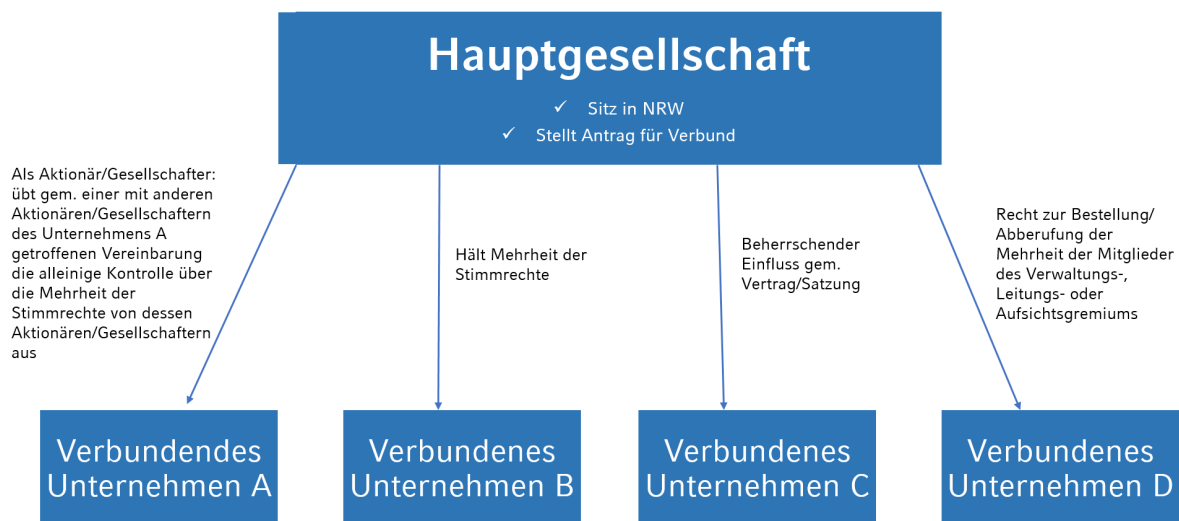 Hauptgesellschaft
✓ Sitz in NRW
✓ Stellt Antrag für Verbund
Als Aktionär/Gesellschafter:
übt gem. einer mit anderen
Aktionären/Gesellschaftern
des Unternehmens A
getroffenen Vereinbarung
die alleinige Kontrolle über
die Mehrheit der
Stimmrechte von dessen
Aktionären/Gesellschaftern
aus
Hält Mehrheit der
Stimmrechte
Beherrschender
Einfluss gem.
Vertrag/Satzung
Recht zur Bestellung/
Abberufung der
Mehrheit der Mitglieder
des Verwaltungs-,
Leitungs- oder
Aufsichtsgremiums
Verbundendes
Unternehmen A
Verbundenes
Unternehmen B
Verbundenes
Unternehmen C
Verbundenes
Unternehmen D